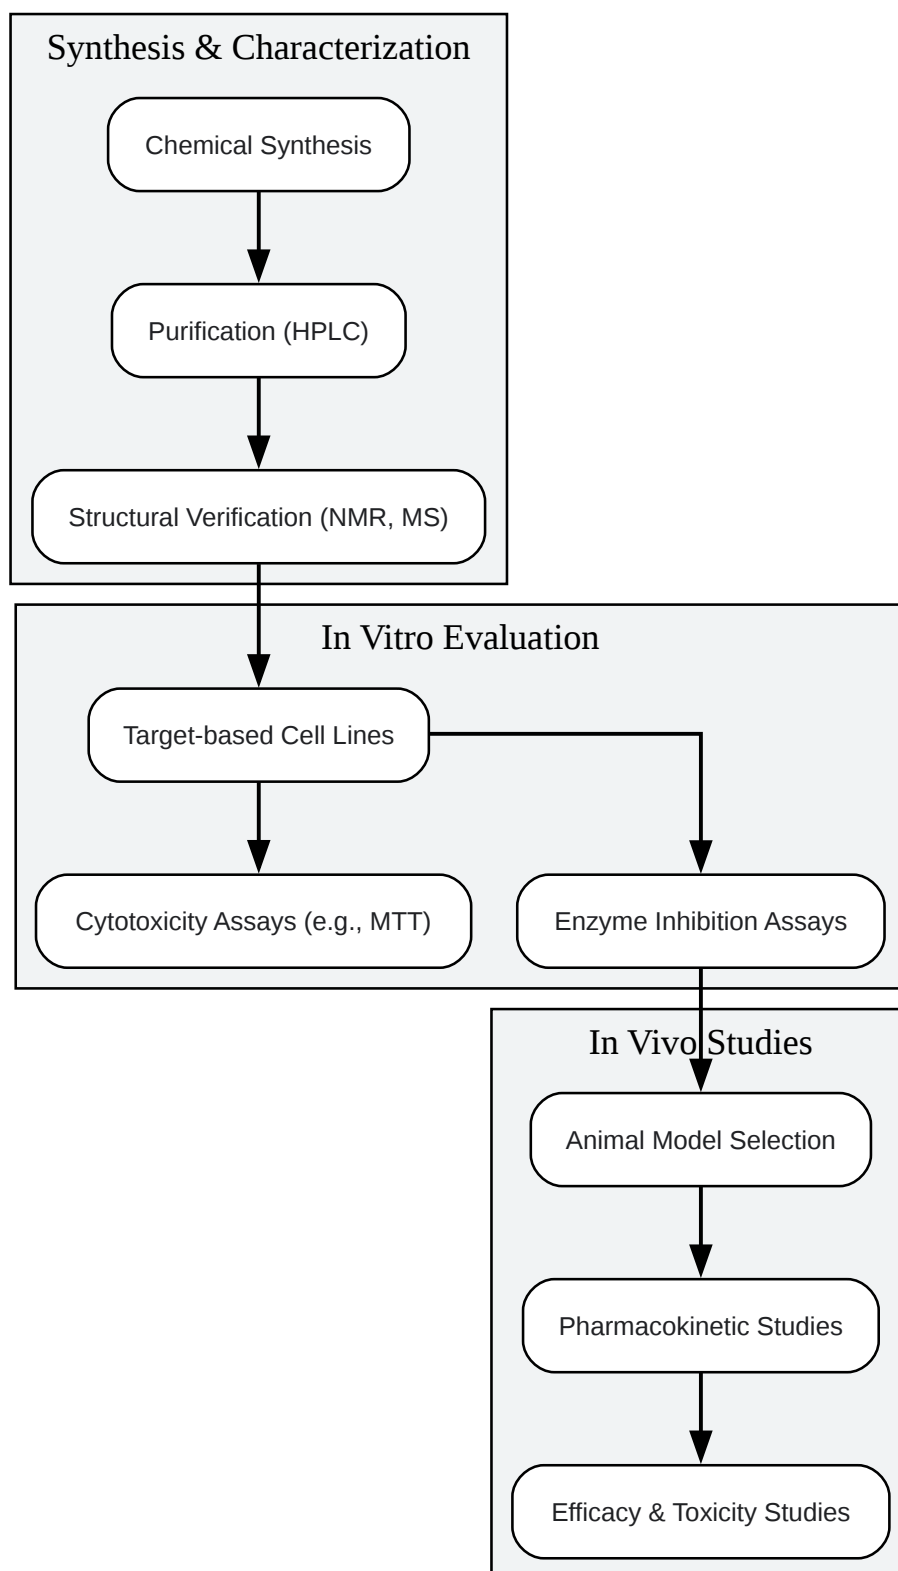 Synthesis & Characterization
Chemical Synthesis
Purification (HPLC)
Structural Verification (NMR, MS)
In Vitro Evaluation
Target-based Cell Lines
Cytotoxicity Assays (e.g., MTT)
Enzyme Inhibition Assays
In Vivo Studies
Animal Model Selection
Pharmacokinetic Studies
Efficacy & Toxicity Studies